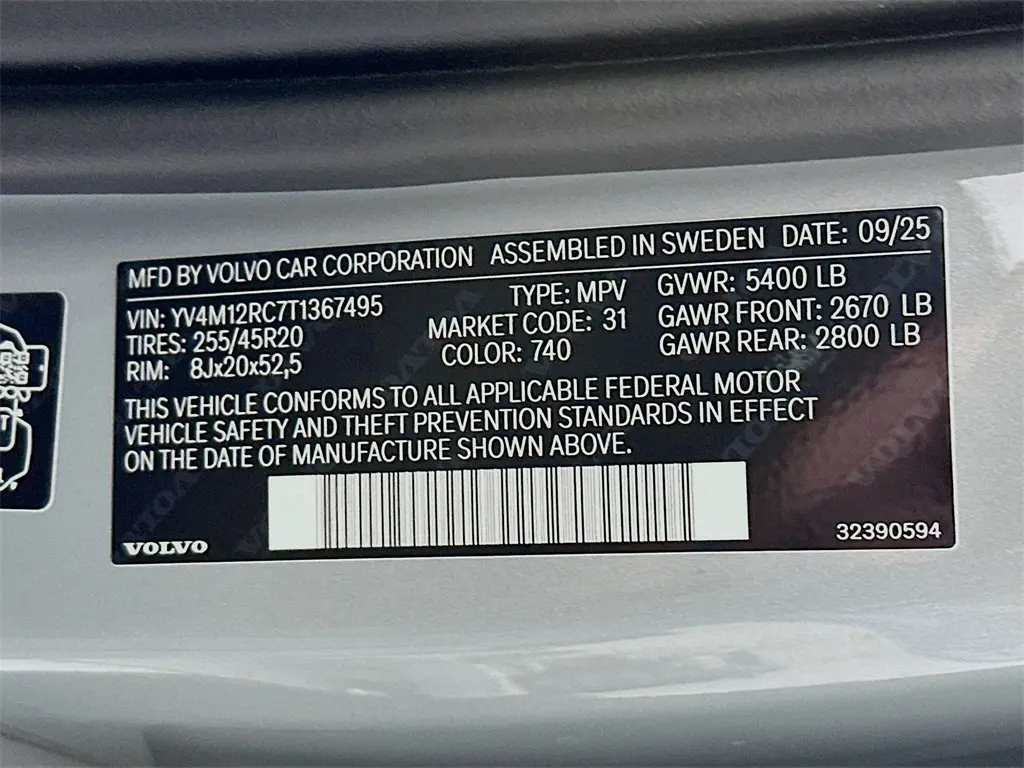 MFD BY VOLVO CAR CORPORATION ASSEMBLED IN SWEDEN DATE: 09/25
VIN: YV4M12RC7T1367495 TYPE: MPV GVWR: 5400 LB
TIRES: 255/45R20 MARKET CODE: 31 GAWR FRONT: 2670 LB
RIM: 8Jx20x52,5 COLOR: 740 GAWR REAR: 2800 LB
THIS VEHICLE CONFORMS TO ALL APPLICABLE FEDERAL MOTOR
VEHICLE SAFETY AND THEFT PREVENTION STANDARDS IN EFFECT
ON THE DATE OF MANUFACTURE SHOWN ABOVE.
VOLVO 32390594